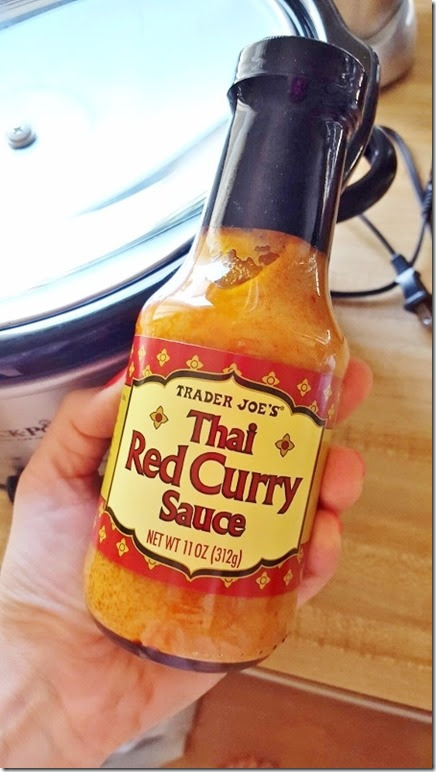 TRADER JOE'S®
Thai
Red Curry
Sauce
NET WT 11 OZ (312g)